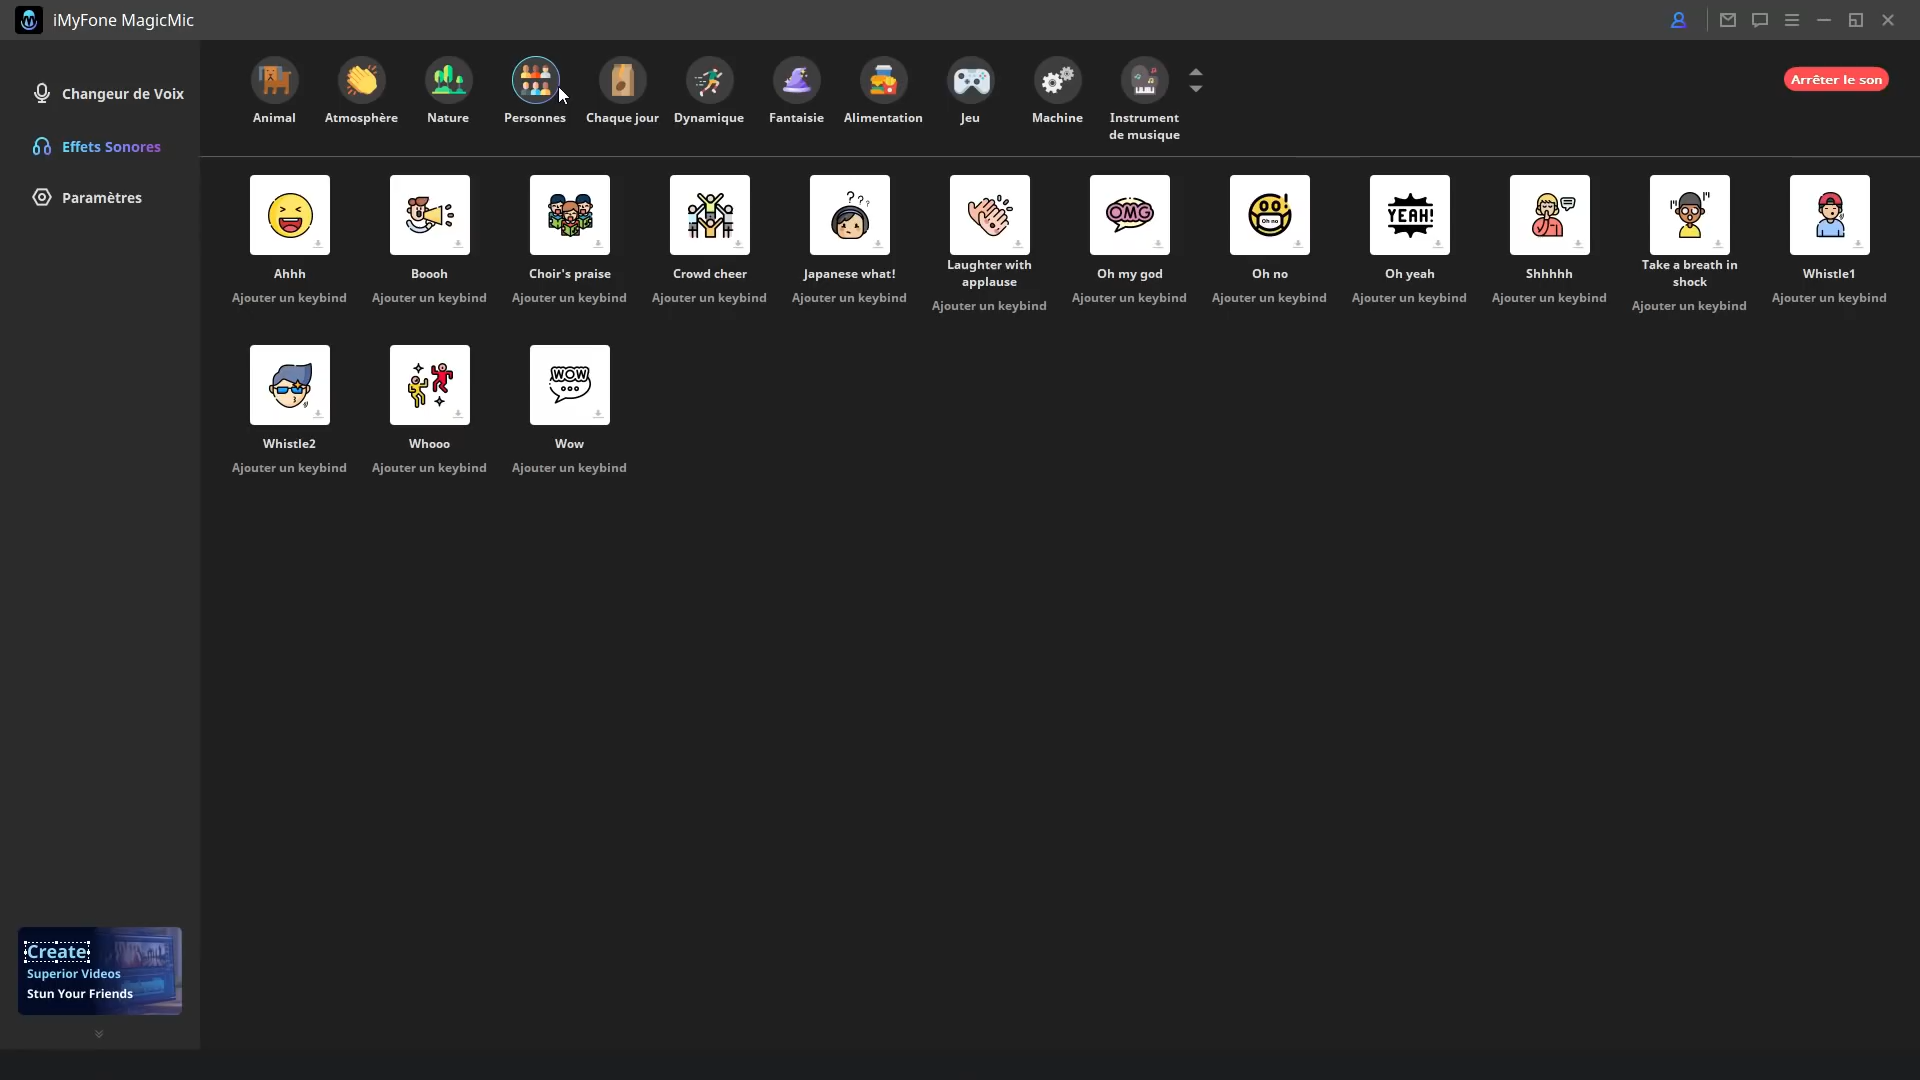 iMyFone MagicMic
Changeur de Voix
Effets Sonores
Paramètres
Animal
Atmosphère
Nature
Personnes
Chaque jour
Dynamique
Fantaisie
Alimentation
Jeu
Machine
Instrument
de musique
Arrêter le son
OMG
Oh no
YEAH!
Ahhh
Boooh
Choir's praise
Crowd cheer
Japanese what!
Laughter with
applause
Oh my god
Oh no
Oh yeah
Shhhhh
Take a breath in
shock
Whistle1
Ajouter un keybind
Ajouter un keybind
Ajouter un keybind
Ajouter un keybind
Ajouter un keybind
Ajouter un keybind
Ajouter un keybind
Ajouter un keybind
Ajouter un keybind
Ajouter un keybind
Ajouter un keybind
Ajouter un keybind
WOW
Whistle2
Whooo
Wow
Ajouter un keybind
Ajouter un keybind
Ajouter un keybind
Create
Superior Videos
Stun Your Friends